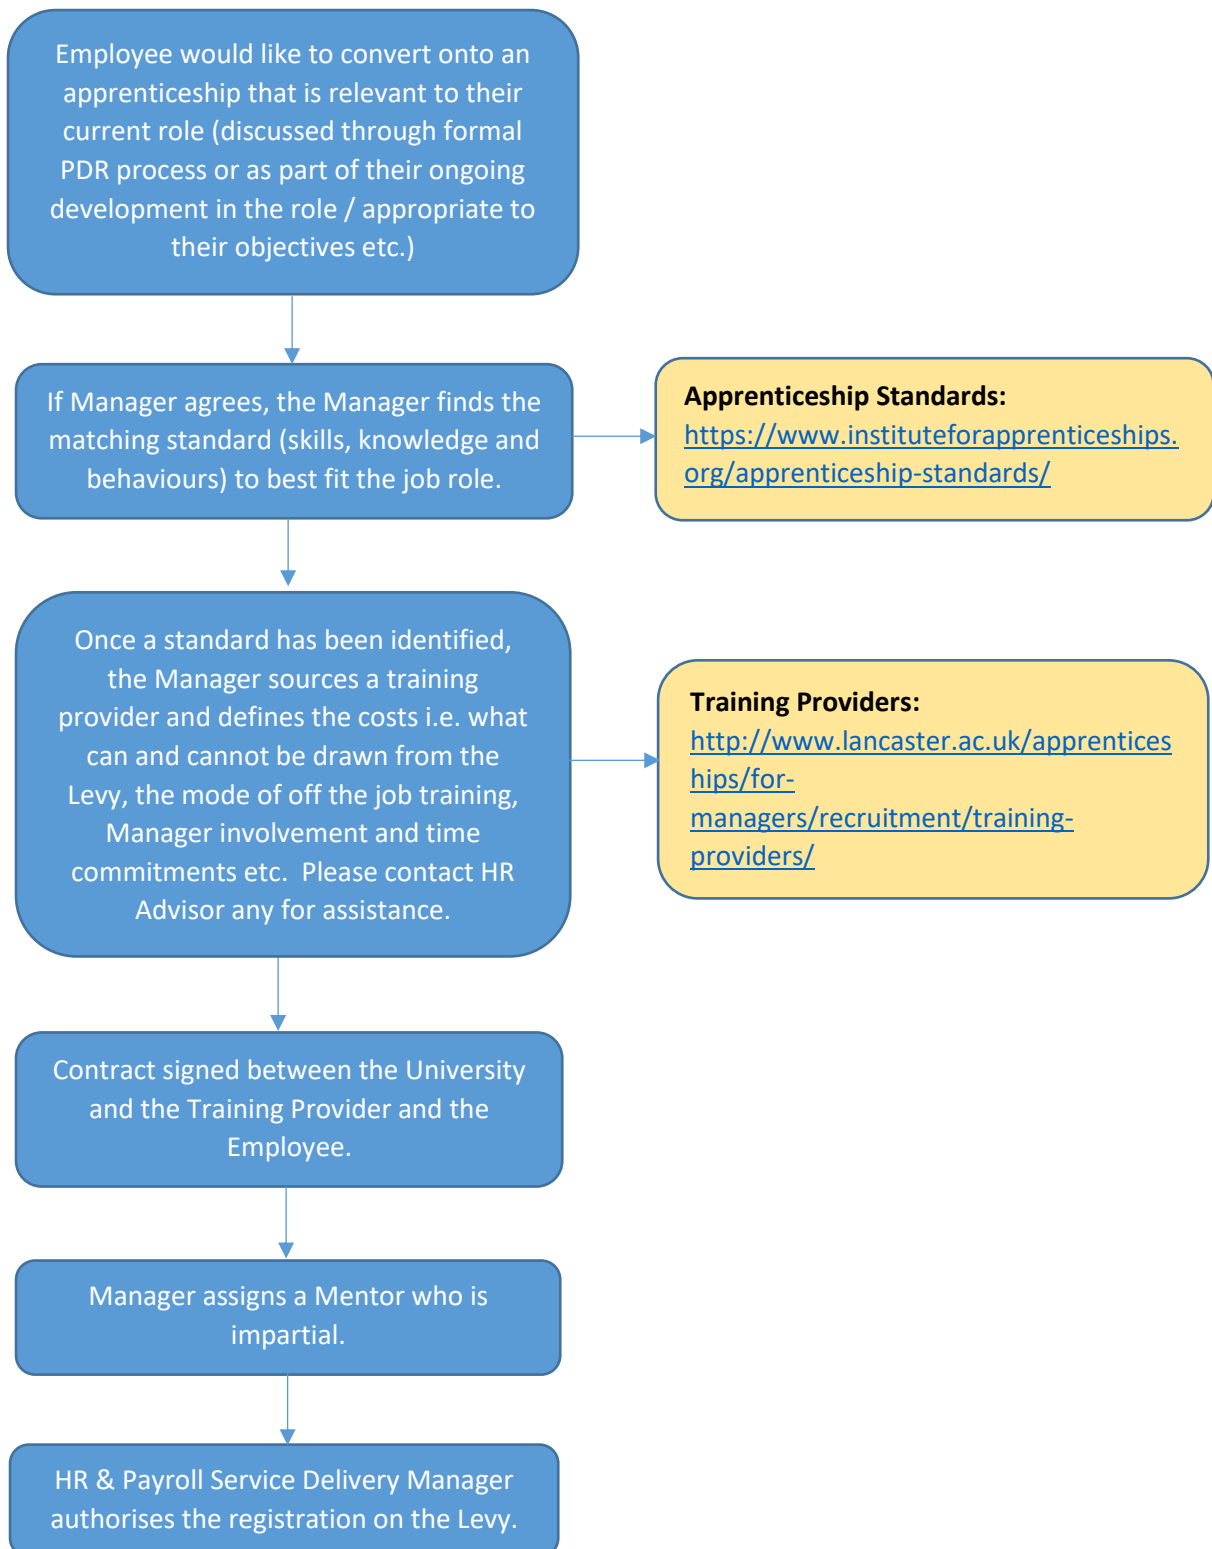 Employee would like to convert onto an
apprenticeship that is relevant to their
current role (discussed through formal
PDR process or as part of their ongoing
development in the role / appropriate to
their objectives etc.)
If Manager agrees, the Manager finds the
matching standard (skills, knowledge and
behaviours) to best fit the job role.
Apprenticeship Standards:
https://www.instituteforapprenticeships.
org/apprenticeship-standards/
Once a standard has been identified,
the Manager sources a training
provider and defines the costs i.e. what
can and cannot be drawn from the
Levy, the mode of off the job training,
Manager involvement and time
commitments etc.  Please contact HR
Advisor any for assistance.
Training Providers:
http://www.lancaster.ac.uk/apprentices
hips/for-
managers/recruitment/training-
providers/
Contract signed between the University
and the Training Provider and the
Employee.
Manager assigns a Mentor who is
impartial.
HR & Payroll Service Delivery Manager
authorises the registration on the Levy.